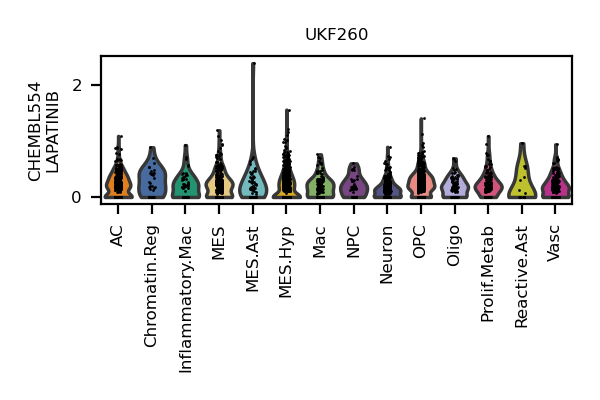 UKF260
CHEMBL554
LAPATINIB
2
0
AC
Chromatin.Reg
Inflammatory.Mac
MES
MES.Ast
MES.Hyp
Mac
NPC
Neuron
OPC
Oligo
Prolif.Metab
Reactive.Ast
Vasc